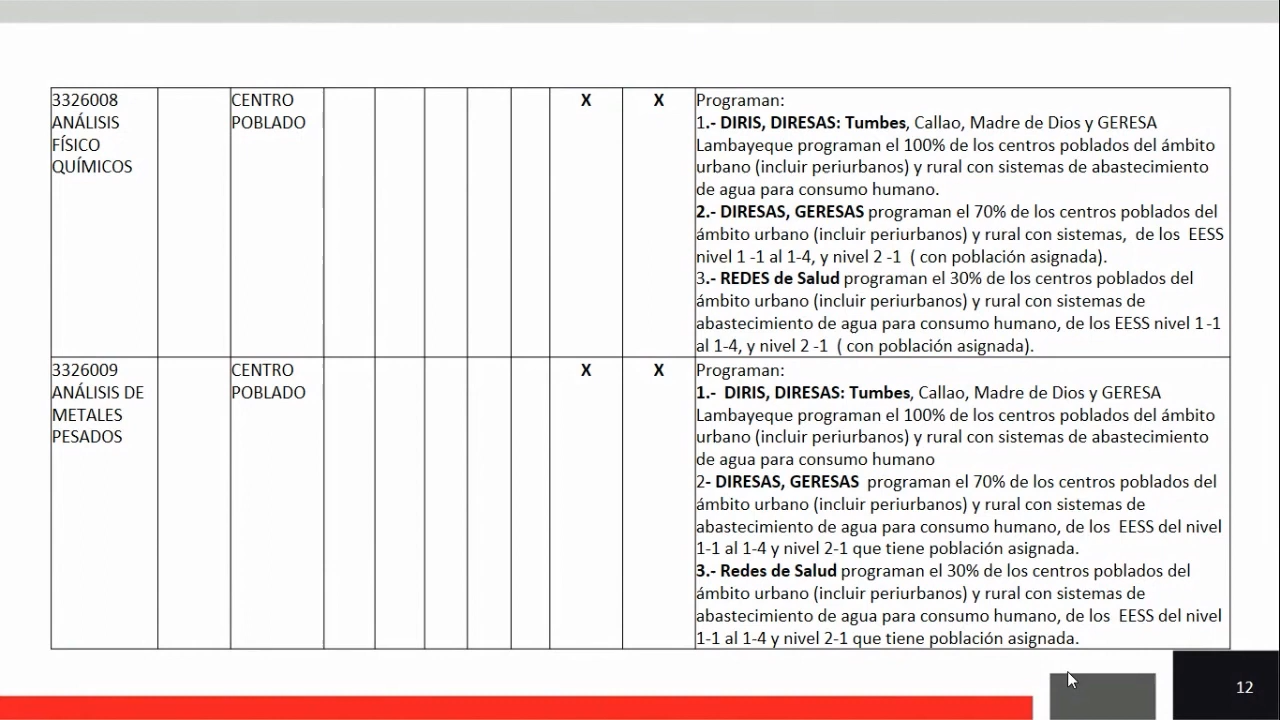 3326008
ANÁLISIS
FÍSICO
QUÍMICOS
CENTRO
POBLADO
X
X
Programan:
1.- DIRIS, DIRESAS: Tumbes, Callao, Madre de Dios y GERESA
Lambayeque programan el 100% de los centros poblados del ámbito
urbano (incluir periurbanos) y rural con sistemas de abastecimiento
de agua para consumo humano.
2.- DIRESAS, GERESAS programan el 70% de los centros poblados del
ámbito urbano (incluir periurbanos) y rural con sistemas, de los EESS
nivel 1 -1 al 1-4, y nivel 2 -1 ( con población asignada).
3.- REDES de Salud programan el 30% de los centros poblados del
ámbito urbano (incluir periurbanos) y rural con sistemas de
abastecimiento de agua para consumo humano, de los EESS nivel 1 -1
al 1-4, y nivel 2 -1 ( con población asignada).
3326009
ANÁLISIS DE
METALES
PESADOS
CENTRO
POBLADO
X
X
Programan:
1.- DIRIS, DIRESAS: Tumbes, Callao, Madre de Dios y GERESA
Lambayeque programan el 100% de los centros poblados del ámbito
urbano (incluir periurbanos) y rural con sistemas de abastecimiento
de agua para consumo humano
2- DIRESAS, GERESAS programan el 70% de los centros poblados del
ámbito urbano (incluir periurbanos) y rural con sistemas de
abastecimiento de agua para consumo humano, de los EESS del nivel
1-1 al 1-4 y nivel 2-1 que tiene población asignada.
3.- Redes de Salud programan el 30% de los centros poblados del
ámbito urbano (incluir periurbanos) y rural con sistemas de
abastecimiento de agua para consumo humano, de los EESS del nivel
1-1 al 1-4 y nivel 2-1 que tiene población asignada.
12